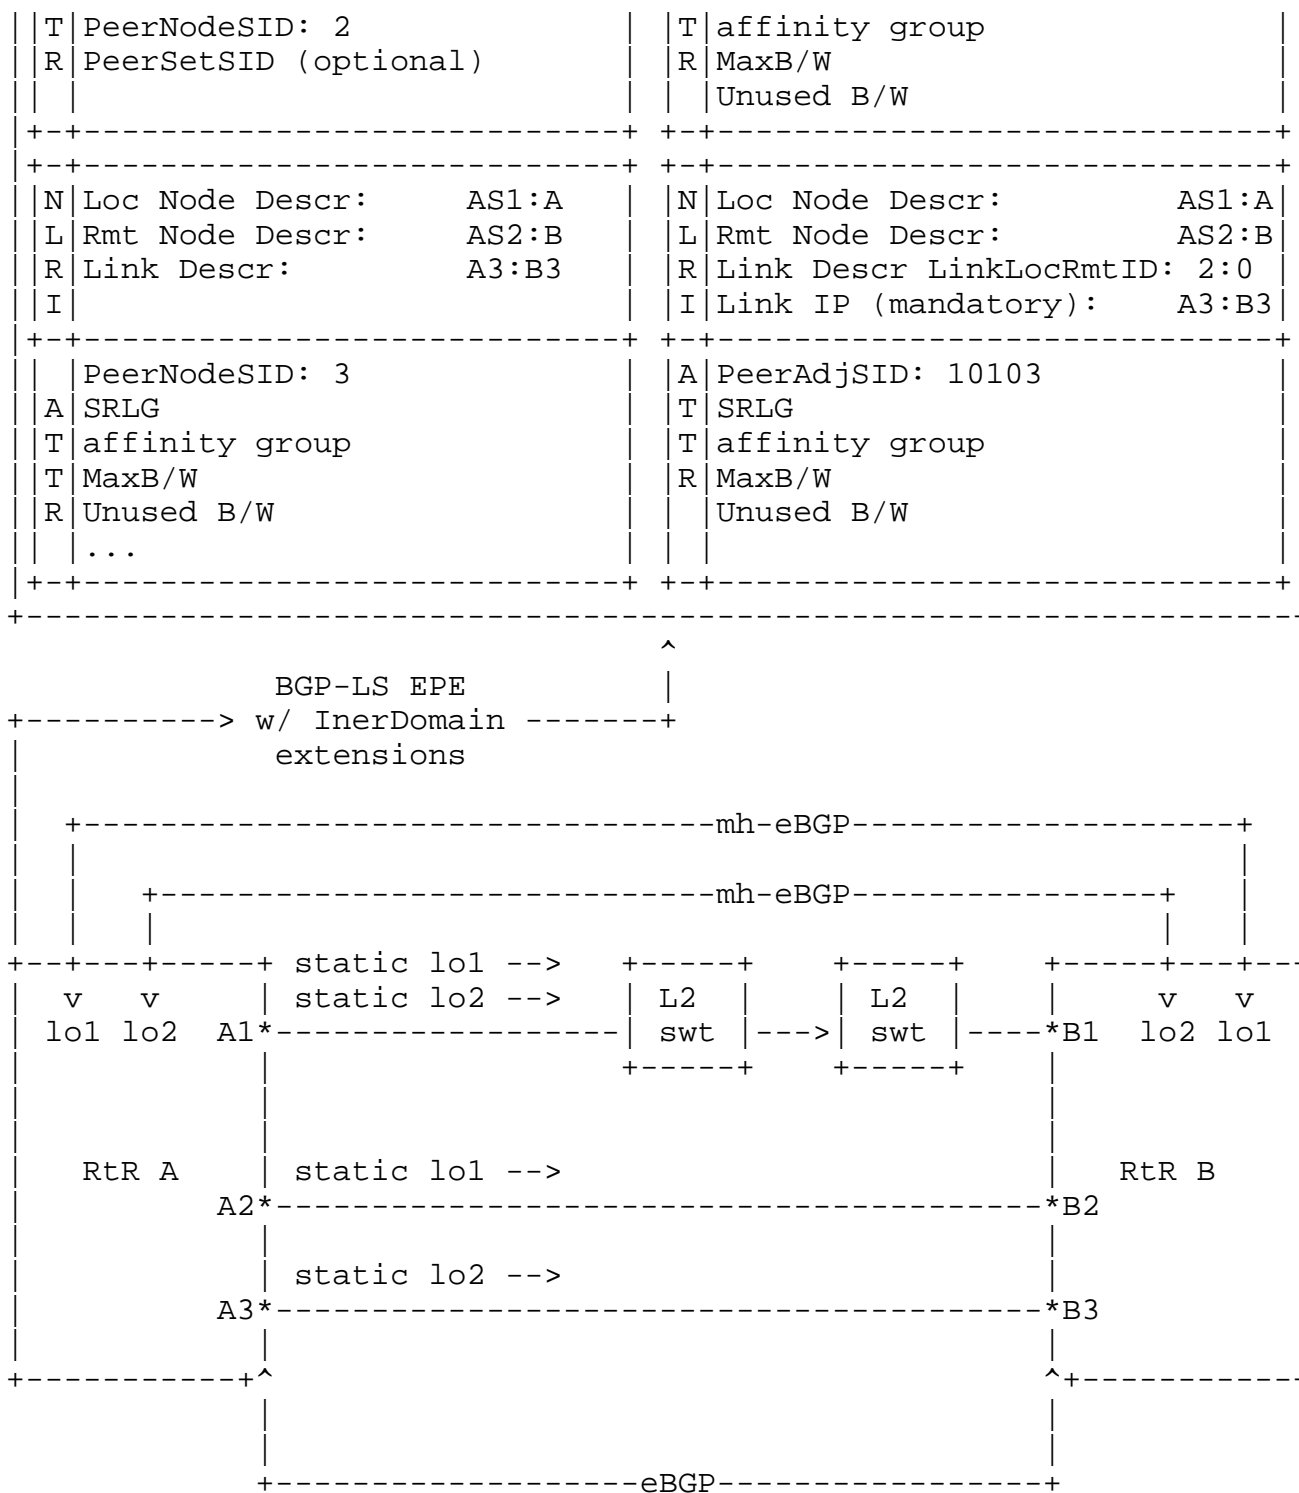 ||T|PeerNodeSID: 2              | |T|affinity group               |
||R|PeerSetSID (optional)       | |R|MaxB/W                       |
|| |                            | | |Unused B/W                   |
|+-+----------------------------+ +-+-----------------------------+
|+-+----------------------------+ +-+-----------------------------+
||N|Loc Node Descr:     AS1:A   | |N|Loc Node Descr:         AS1:A|
||L|Rmt Node Descr:     AS2:B   | |L|Rmt Node Descr:         AS2:B|
||R|Link Descr:         A3:B3   | |R|Link Descr LinkLocRmtID: 2:0 |
||I|                            | |I|Link IP (mandatory):    A3:B3|
|+-+----------------------------+ +-+-----------------------------+
|| |PeerNodeSID: 3              | |A|PeerAdjSID: 10103            |
||A|SRLG                        | |T|SRLG                         |
||T|affinity group              | |T|affinity group               |
||T|MaxB/W                      | |R|MaxB/W                       |
||R|Unused B/W                  | | |Unused B/W                   |
|| |...                         | | |                             |
|+-+----------------------------+ +-+-----------------------------+
+-------------------------------------------------------------------
                                  ^
              BGP-LS EPE          |
+----------> w/ InerDomain -------+
|             extensions
|
|  +---------------------------------mh-eBGP--------------------+
|  |                                                            |
|  |   +-----------------------------mh-eBGP----------------+   |
|  |   |                                                    |   |
+--+---+-----+ static lo1 -->   +------+    +------+    +-----+---+--
|  v   v     | static lo2 -->   | L2   |    | L2   |    |     v   v
| lo1 lo2  A1*------------------| swt  |--->| swt  |----*B1  lo2 lo1
|            |                  +------+    +------+    |
|            |                                          |
|            |                                          |
|   RtR A    | static lo1 -->                           |   RtR B
|          A2*----------------------------------------*B2
|            |                                          |
|            | static lo2 -->                           |
|          A3*----------------------------------------*B3
|            |                                          |
+------------+^                                        ^+-----------
             |                                         |
             |                                         |
             +-------------------eBGP-----------------+